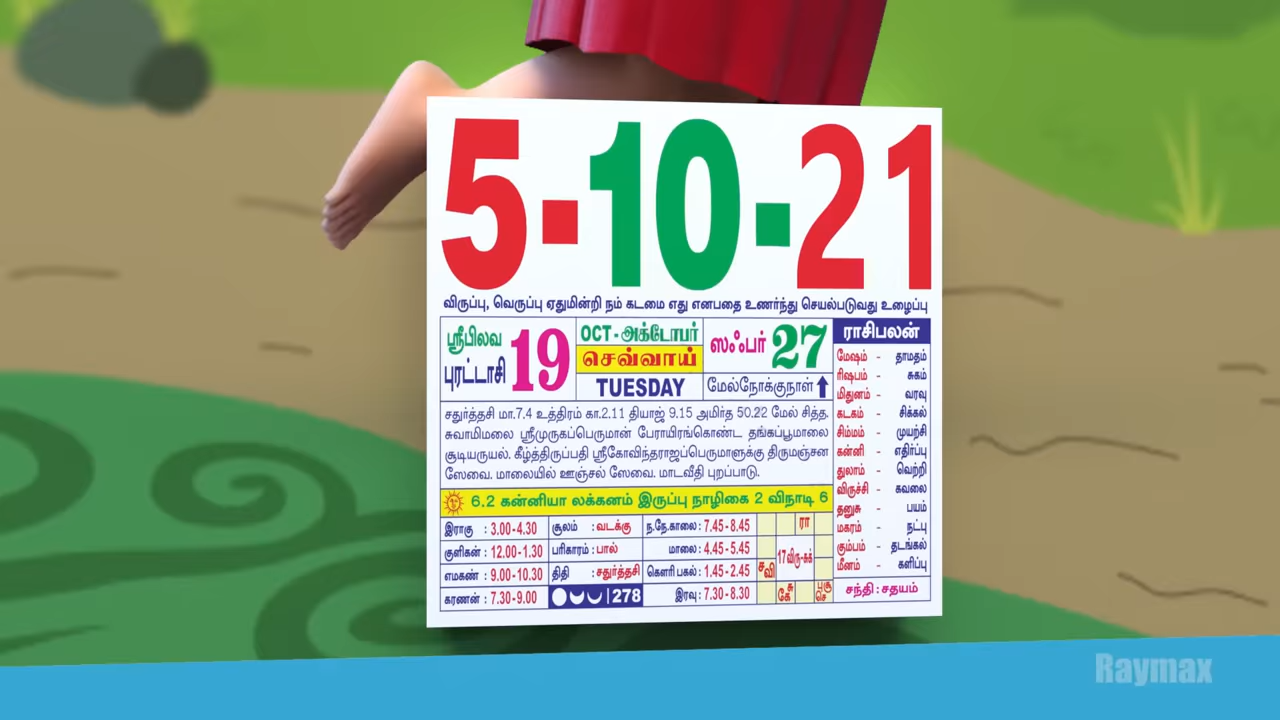 5-10-21
விருப்பு, வெருப்பு ஏதுமின்றி நம் கடமை எது எனபதை உணர்ந்து செயல்படுவது உழைப்பு
ஸ்ரீபிலவ
புரட்டாசி 19
OCT - அக்டோபர்
செவ்வாய்
TUESDAY
ஸஃபர் 27
மேல்நோக்குநாள்
சதுர்த்தசி மா.7.4 உத்திரம் கா.2.11 தியாஜ் 9.15 அமிர்த 50.22 மேல் சித்த.
சுவாமிமலை ஸ்ரீமுருகப்பெருமான் பேராயிரங்கொண்ட தங்கப்பூமாலை
சூடியருயல். கீழ்த்திருப்பதி ஸ்ரீகோவிந்தராஜப்பெருமாளுக்கு திருமஞ்சன
ஸேவை. மாலையில் ஊஞ்சல் ஸேவை. மாடவீதி புறப்பாடு.
6.2 கன்னியா லக்கனம் இருப்பு நாழிகை 2 விநாடி 6
இராகு : 3.00-4.30
குளிகன் : 12.00-1.30
எமகண் : 9.00-10.30
கரணன் : 7.30-9.00
சூலம் : வடக்கு
பரிகாரம் : பால்
திதி : சதுர்த்தசி
278
ந.நே.காலை : 7.45-8.45
மாலை : 4.45-5.45
கௌரி பகல் : 1.45-2.45
இரவு : 7.30-8.30
ரா
சவி
17 விரு-சுக்
சுகே
ராசிபலன்
மேஷம் - தாமதம்
ரிஷபம் - சுகம்
மிதுனம் - வரவு
கடகம் - சிக்கல்
சிம்மம் - முயற்சி
கன்னி - எதிர்ப்பு
துலாம் - வெற்றி
விருச்சி - கவலை
தனுசு - பயம்
மகரம் - நட்பு
கும்பம் - தடங்கல்
மீனம் - களிப்பு
சந்தி : சதயம்
Raymax